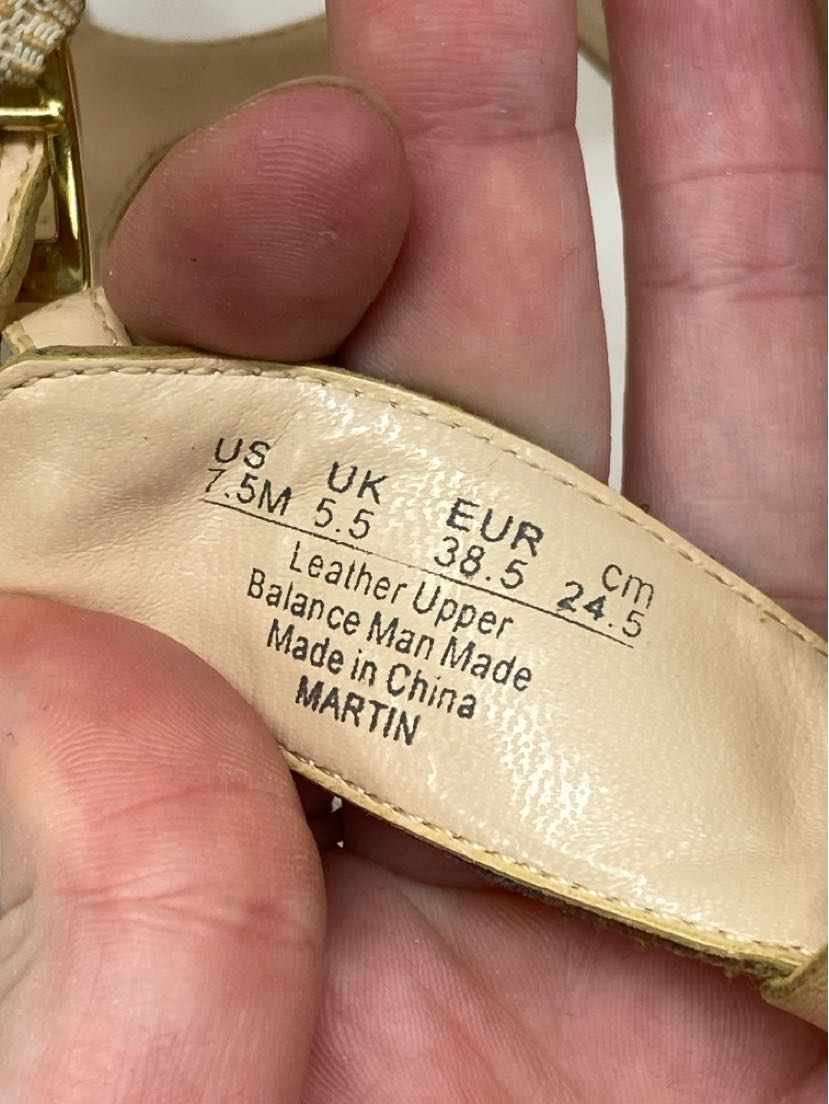 US UK EUR cm
7.5M 5.5 38.5 24.5
Leather Upper
Balance Man Made
Made in China
MARTIN